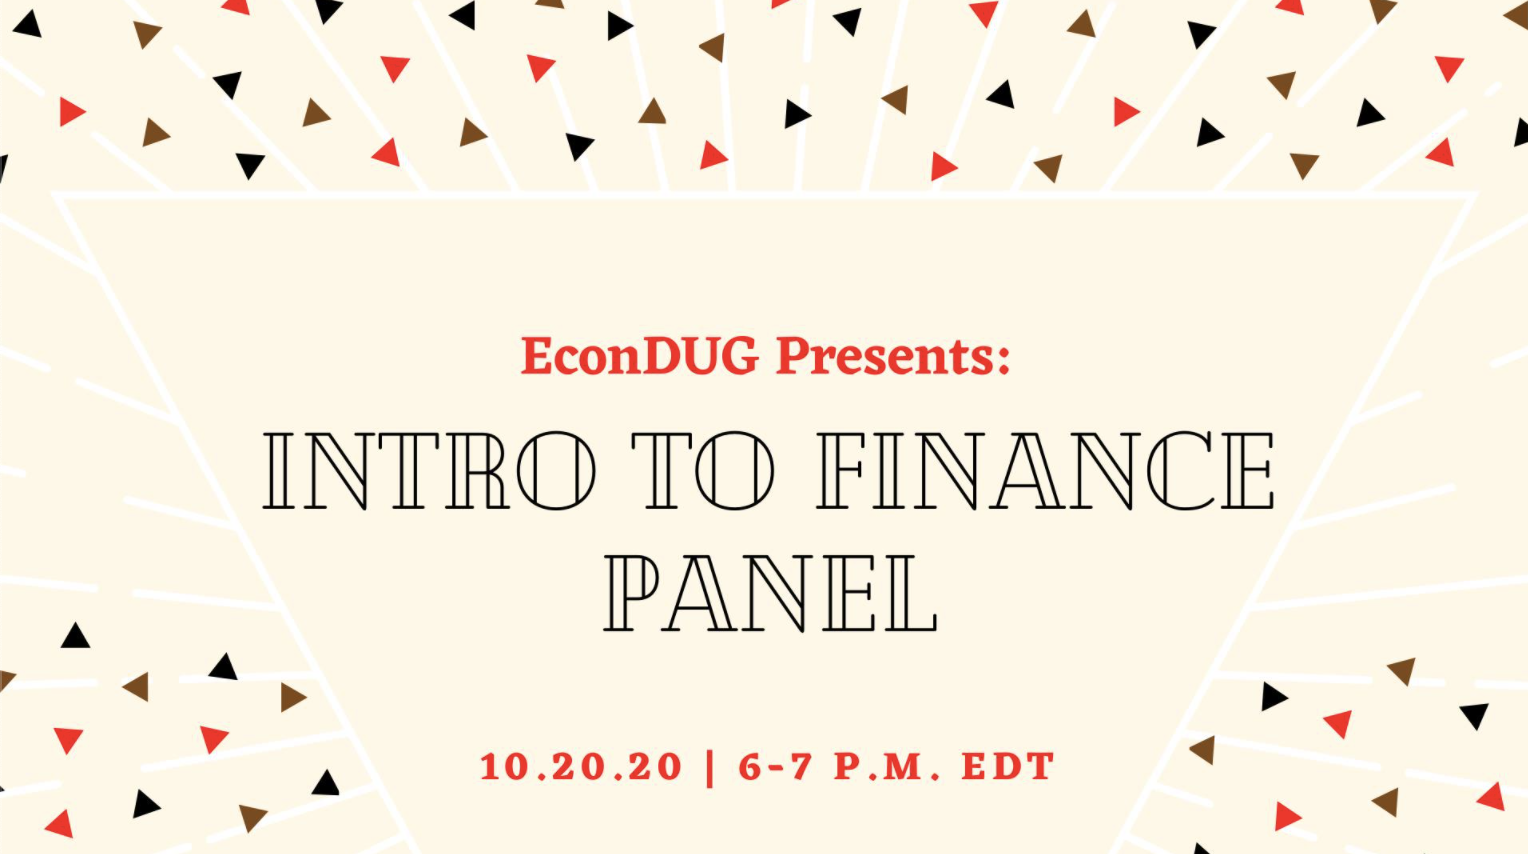 EconDUG Presents:
INTRO TO FINANCE
PANEL
10.20.20 | 6-7 P.M. EDT